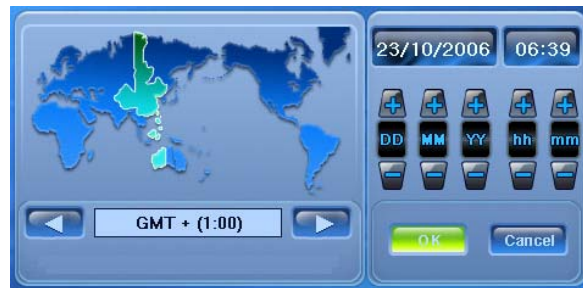 23/10/2006 06:39
DD MM YY hh mm
GMT + (1:00)
OK Cancel